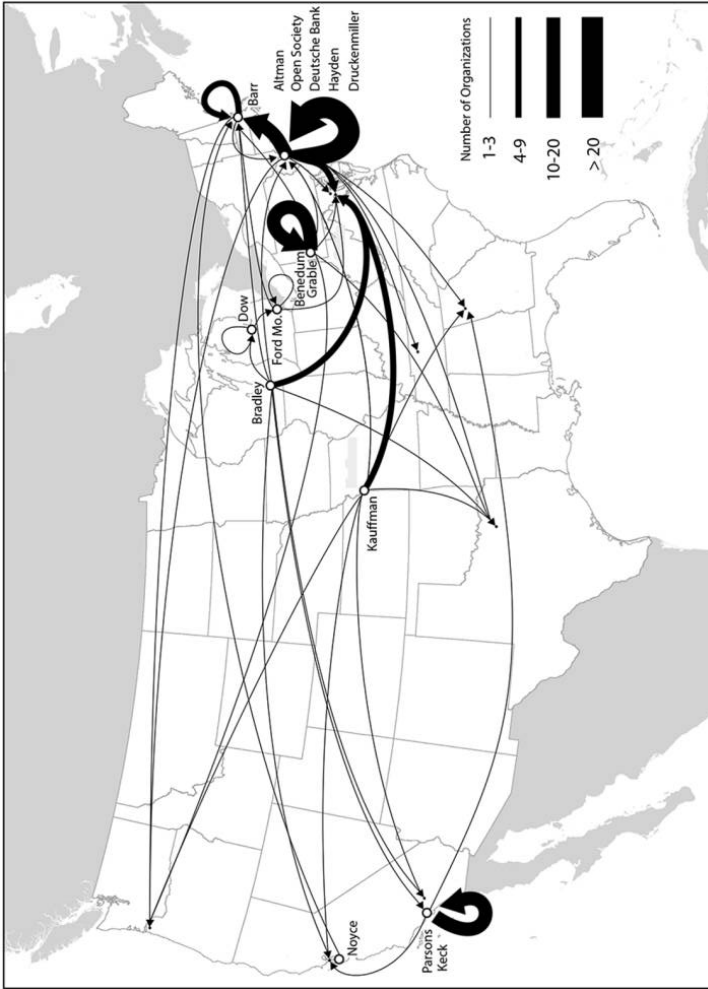 Barr
Altman
Open Society
Deutsche Bank
Hayden
Druckenmiller
Dow
Ford Mo.
Benedum
Grable
Bradley
Kauffman
Noyce
Parsons
Keck
Number of Organizations
1-3
4-9
10-20
> 20